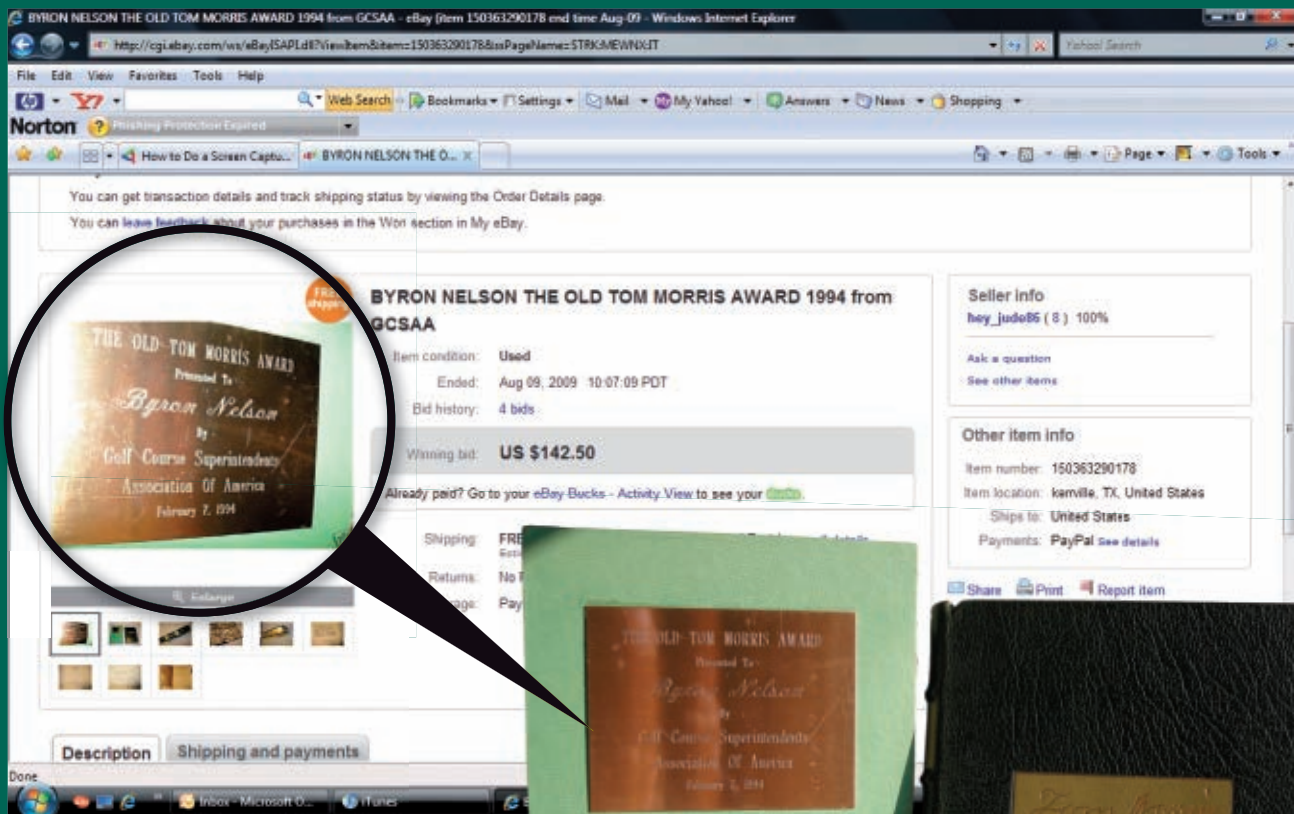 BYRON NELSON THE OLD TOM MORRIS AWARD 1994 from GCSAA - eBay (item 150363290178 end time Aug-09 - Windows Internet Explorer
http://cgi.ebay.com/ws/eBayISAPI.dll?ViewItem&item=150363290178&ssPageName=STRK:MEWNX:IT
Yahoo! Search
File Edit View Favorites Tools Help
Web Search Bookmarks Settings Mail My Yahoo! Answers News Shopping
Norton Phishing Protection Expired
How to Do a Screen Captu... BYRON NELSON THE O... Page Tools
You can get transaction details and track shipping status by viewing the Order Details page.
You can leave feedback about your purchases in the Won section in My eBay.
FREE shipping
THE OLD TOM MORRIS AWARD
Presented To
Byron Nelson
By
Golf Course Superintendents
Association Of America
February 7, 1994
Enlarge
BYRON NELSON THE OLD TOM MORRIS AWARD 1994 from
GCSAA
Item condition: Used
Ended: Aug 09, 2009 10:07:09 PDT
Bid history: 4 bids
Winning bid: US $142.50
Already paid? Go to your eBay Bucks - Activity View to see your
Shipping: FRE
Returns: No
Pay
Seller info
hey_jude86 ( 8 ) 100%
Ask a question
See other items
Other item info
Item number: 150363290178
Item location: kerrville, TX, United States
Ships to: United States
Payments: PayPal See details
Share Print Report item
THE OLD TOM MORRIS AWARD
Presented To
Byron Nelson
By
Golf Course Superintendents
Association Of America
February 7, 1994
Description Shipping and payments
Done
Inbox - Microsoft O... iTunes